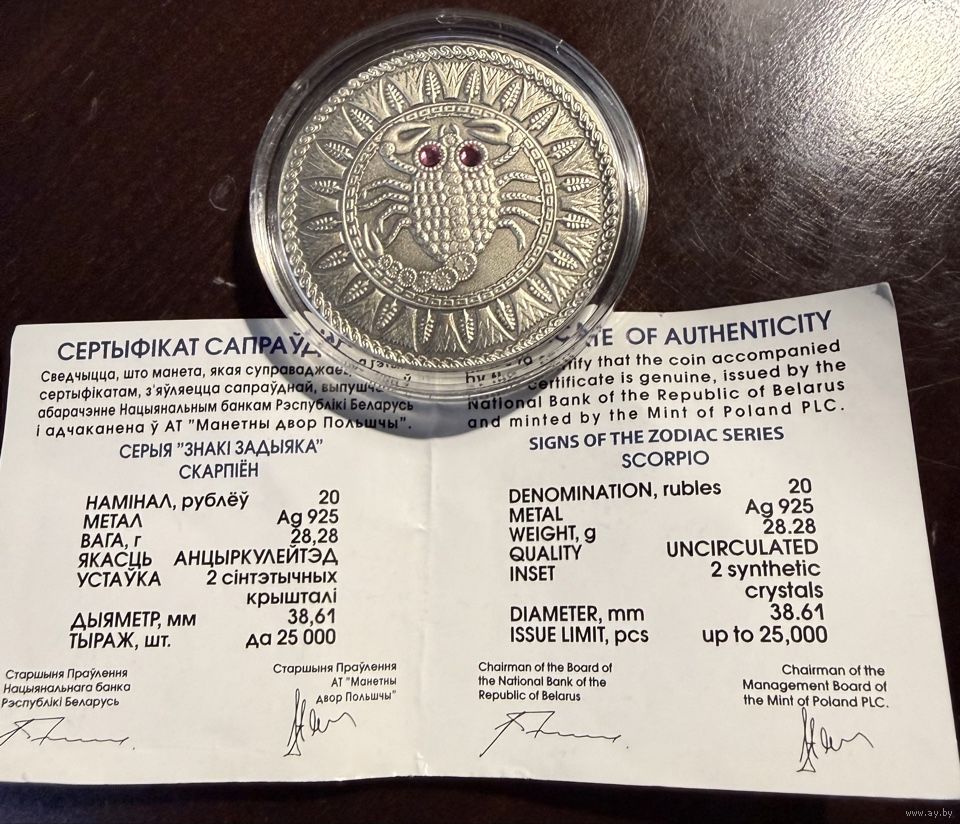 СЕРТЫФІКАТ САПРАЎДН
Сведчыцца, што манета, якая суправаджае
сертыфікатам, з'яўляецца сапраўднай, выпушч
абарачэнне Нацыянальным банкам Рэспублікі Беларусь
і адчаканена ў АТ "Манетны двор Польшчы".
СЕРЫЯ "ЗНАКІ ЗАДЫЯКА"
СКАРПІЁН
НАМІНАЛ, рублёў 20
МЕТАЛ Ag 925
ВАГА, г 28,28
ЯКАСЦЬ АНЦЫРКУЛЕЙТЭД
УСТАЎКА 2 сінтэтычных
крышталі
ДЫЯМЕТР, мм 38,61
ТЫРАЖ, шт. да 25 000
Старшыня Праўлення
Нацыянальнага банка
Рэспублікі Беларусь
Старшыня Праўлення
АТ "Манетны
двор Польшчы"
ATE OF AUTHENTICITY
that the coin accompanied
by certificate is genuine, issued by the
National Bank of the Republic of Belarus
and minted by the Mint of Poland PLC.
SIGNS OF THE ZODIAC SERIES
SCORPIO
DENOMINATION, rubles 20
METAL Ag 925
WEIGHT, g 28.28
QUALITY UNCIRCULATED
INSET 2 synthetic
crystals
DIAMETER, mm 38.61
ISSUE LIMIT, pcs up to 25,000
Chairman of the Board of
the National Bank of the
Republic of Belarus
Chairman of the
Management Board of
the Mint of Poland PLC.
www.ay.by